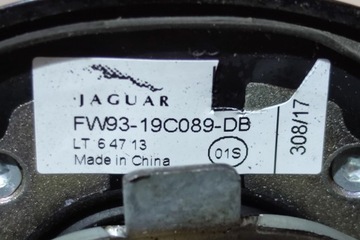 JAGUAR
FW93-19C089-DB
LT 6 47 13
Made in China
01S
308/17